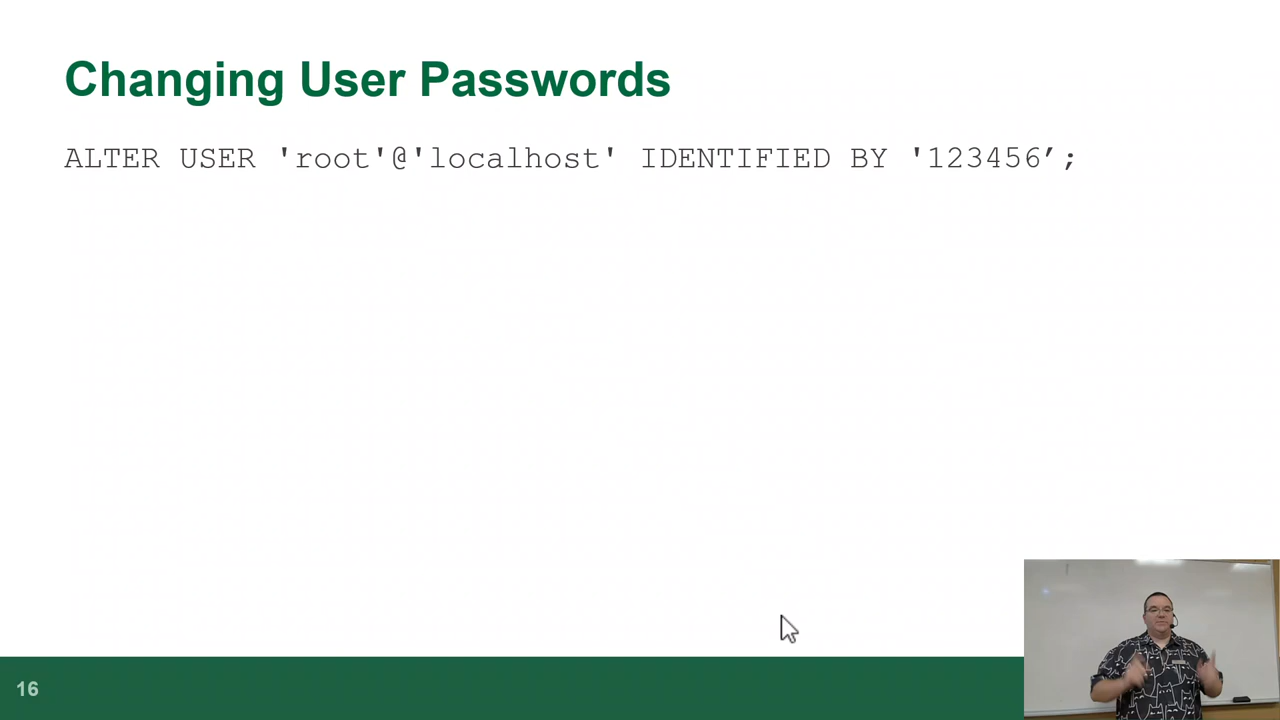 Changing User Passwords
ALTER USER 'root'@'localhost' IDENTIFIED BY '123456’;
16